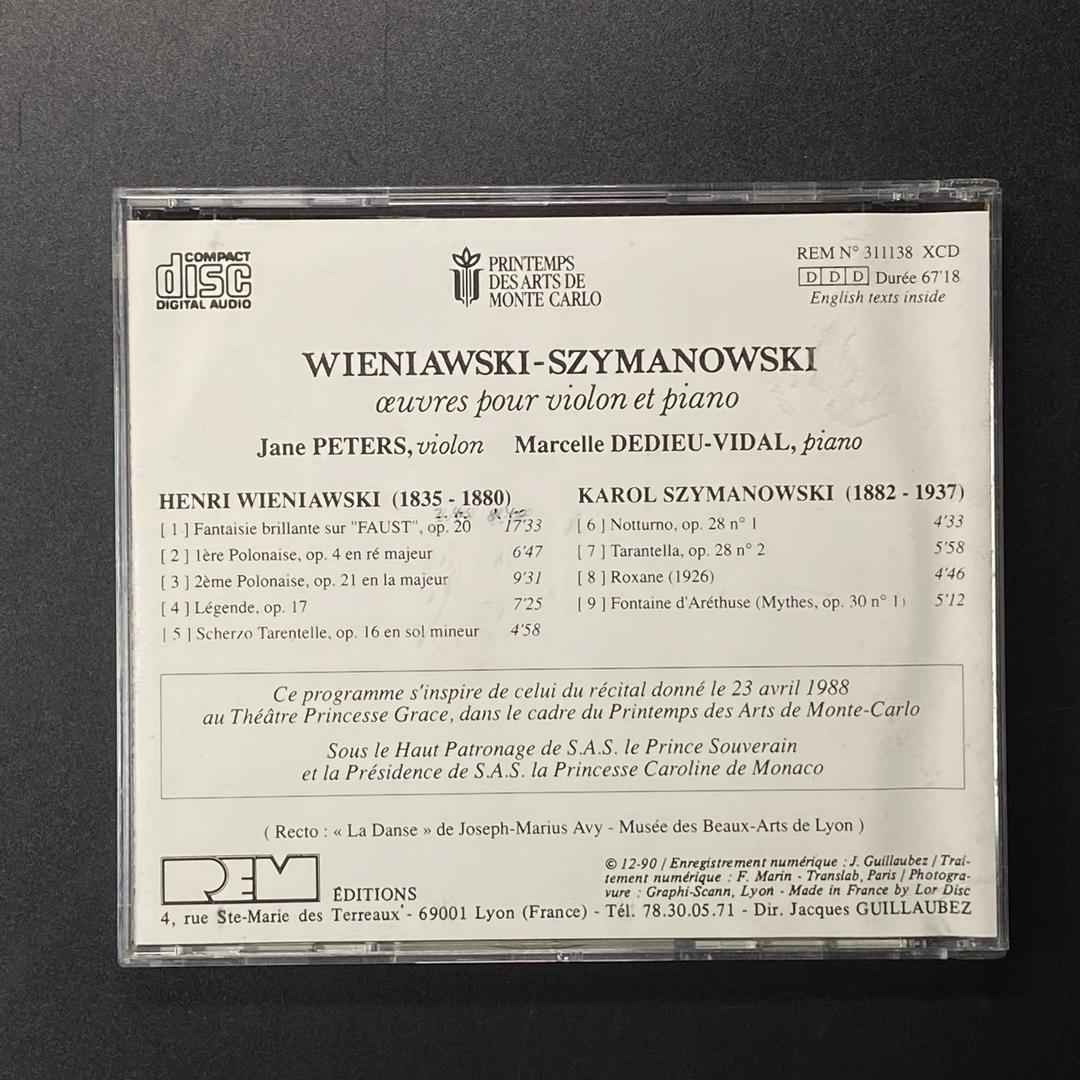 COMPACT
disc
DIGITAL AUDIO
PRINTEMPS
DES ARTS DE
MONTE CARLO
REM N° 311138 XCD
D D D Durée 67'18
English texts inside
WIENIAWSKI-SZYMANOWSKI
œuvres pour violon et piano
Jane PETERS, violon Marcelle DEDIEU-VIDAL, piano
HENRI WIENIAWSKI (1835 - 1880)
[ 1 ] Fantaisie brillante sur "FAUST", op. 20 17'33
[ 2 ] 1ère Polonaise, op. 4 en ré majeur 6'47
[ 3 ] 2ème Polonaise, op. 21 en la majeur 9'31
[ 4 ] Légende, op. 17 7'25
[ 5 ] Scherzo Tarentelle, op. 16 en sol mineur 4'58
KAROL SZYMANOWSKI (1882 - 1937)
[ 6 ] Notturno, op. 28 n° 1 4'33
[ 7 ] Tarantella, op. 28 n° 2 5'58
[ 8 ] Roxane (1926) 4'46
[ 9 ] Fontaine d'Aréthuse (Mythes, op. 30 n° 1) 5'12
Ce programme s'inspire de celui du récital donné le 23 avril 1988
au Théâtre Princesse Grace, dans le cadre du Printemps des Arts de Monte-Carlo
Sous le Haut Patronage de S.A.S. le Prince Souverain
et la Présidence de S.A.S. la Princesse Caroline de Monaco
( Recto : « La Danse » de Joseph-Marius Avy - Musée des Beaux-Arts de Lyon )
REM ÉDITIONS
© 12-90 / Enregistrement numérique : J. Guillaubez / Trai-
tement numérique : F. Marin - Translab, Paris / Photogra-
vure : Graphi-Scann, Lyon - Made in France by Lor Disc
4, rue Ste-Marie des Terreaux - 69001 Lyon (France) - Tél. 78.30.05.71 - Dir. Jacques GUILLAUBEZ